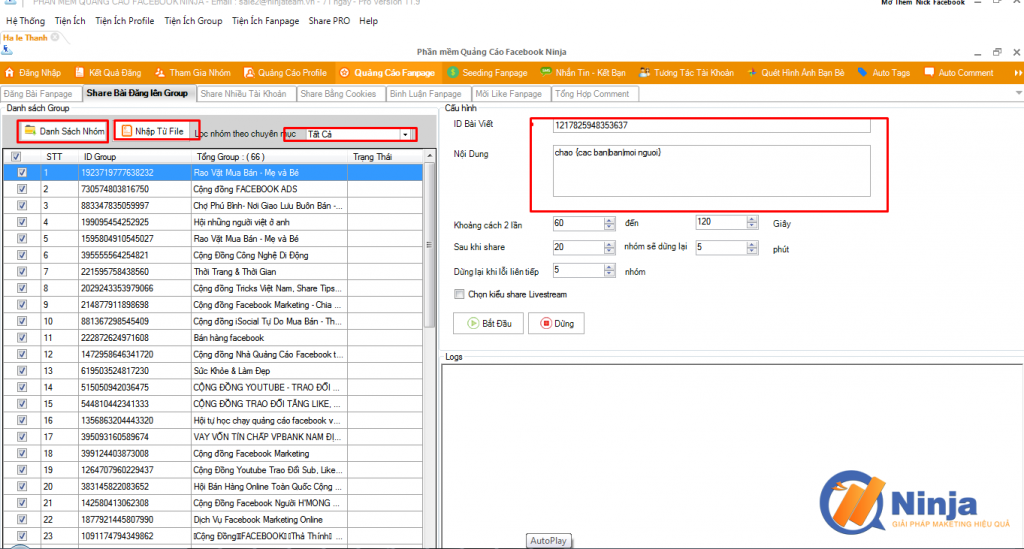 PHẦN MỀM QUẢNG CÁO FACEBOOK NINJA - Email : sale2@ninjateam.vn - 71 ngày - Pro Version 11.9
Mở Thêm Nick Facebook
Hệ Thống Tiện Ích Tiện Ích Profile Tiện Ích Group Tiện Ích Fanpage Share PRO Help
Ha le Thanh
Phần mềm Quảng Cáo Facebook Ninja
Đăng Nhập Kết Quả Đăng Tham Gia Nhóm Quảng Cáo Profile Quảng Cáo Fanpage Seeding Fanpage Nhắn Tin - Kết Bạn Tương Tác Tài Khoản Quét Hình Ảnh Bạn Bè Auto Tags Auto Comment
Đăng Bài Fanpage Share Bài Đăng lên Group Share Nhiều Tài Khoản Share Bằng Cookies Bình Luận Fanpage Mời Like Fanpage Tổng Hợp Comment
Danh sách Group
Danh Sách Nhóm Nhập Từ File Lọc nhóm theo chuyên mục Tất Cả
STT ID Group Tổng Group : ( 66 ) Trạng Thái
1 1923719777638232 Rao Vặt Mua Bán - Mẹ và Bé
2 730574803816750 Cộng đồng FACEBOOK ADS
3 883347835059997 Chợ Phú Bình- Nơi Giao Lưu Buôn Bán -...
4 199095454252925 Hội những người việt ở anh
5 1595804910545027 Rao Vặt Mua Bán - Mẹ và Bé
6 395555564254821 Cộng Đồng Công Nghệ Di Động
7 221595758438560 Thời Trang & Thời Gian
8 2029243353979066 Cộng đồng Tricks Việt Nam, Share Tips...
9 214877911898698 Cộng đồng Facebook Marketing - Chia ...
10 881367298545409 Cộng đồng iSocial Tự Do Mua Bán - Th...
11 222872624971608 Bán hàng facebook
12 1472958646341720 Cộng đồng Nhà Quảng Cáo Facebook t...
13 619503524817230 Sức Khỏe & Làm Đẹp
14 515050942036475 CỘNG ĐỒNG YOUTUBE - TRAO ĐỔI ...
15 544810442341333 CỘNG ĐỒNG TRAO ĐỔI TĂNG LIKE, ...
16 1356863204443320 Hội tự học chạy quảng cáo facebook v...
17 395093160589674 VAY VỐN TÍN CHẤP VPBANK NAM ĐỊ...
18 399124403873008 Cộng đồng Facebook Marketing
19 1264707960229437 Cộng Đồng Youtube Trao Đổi Sub, Like...
20 383145822083652 Hội Bán Hàng Online Toàn Quốc Cộng ...
21 142580413062308 Cộng Đồng Facebook Người H'MONG ...
22 1877921445807990 Dịch Vụ Facebook Marketing Online
23 1091174794349862 Cộng Đồng FACEBOOK Thả Thính ...
Cấu hình
ID Bài Viết 1217825948353637
Nội Dung chao {cac ban|ban|moi nguoi}
Khoảng cách 2 lần 60 đến 120 Giây
Sau khi share 20 nhóm sẽ dừng lại 5 phút
Dừng lại khi lỗi liên tiếp 5 nhóm
Chọn kiểu share Livestream
Bắt Đầu Dừng
Logs
Ninja
GIẢI PHÁP MAKETING HIỆU QUẢ
AutoPlay